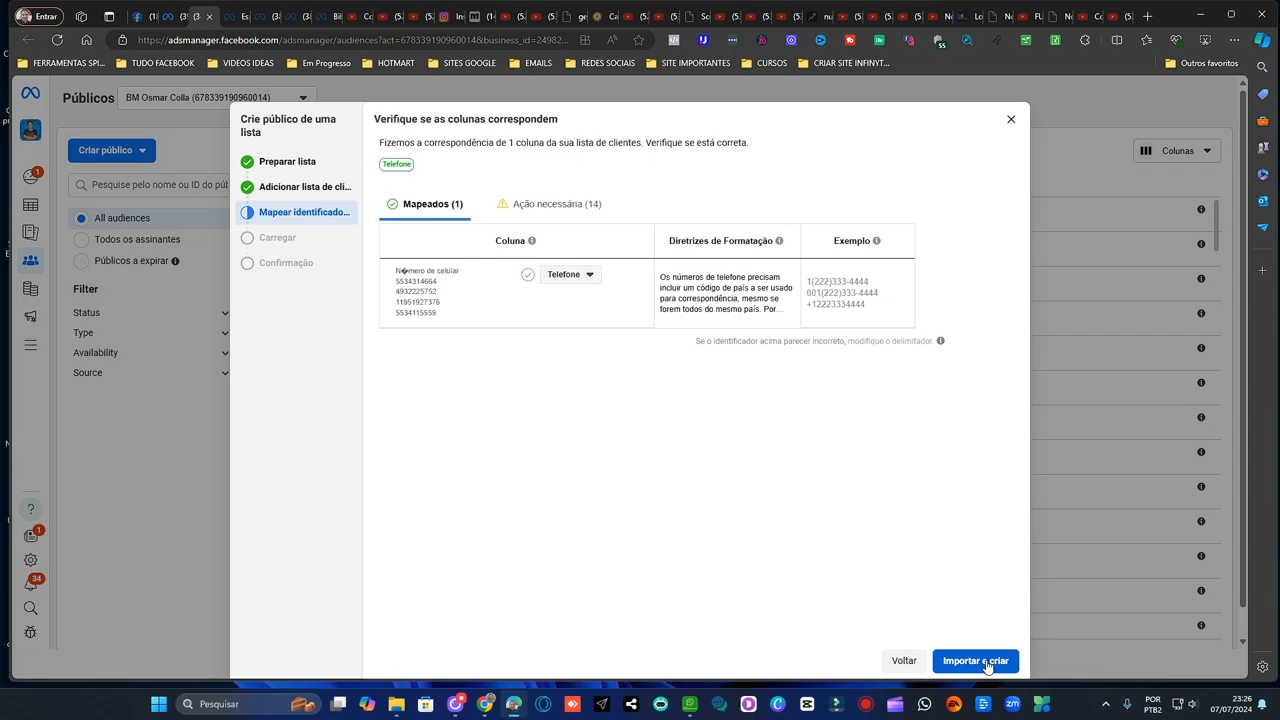 Entrar
https://adsmanager.facebook.com/adsmanager/audiences?act=678339190960014&business_id=24982...
FERRAMENTAS SPI...
TUDO FACEBOOK
VIDEOS IDEAS
Em Progresso
HOTMART
SITES GOOGLE
EMAILS
REDES SOCIAIS
SITE IMPORTANTES
CURSOS
CRIAR SITE INFINYT...
Outros favoritos
Públicos
BM Osmar Colla (678339190960014)
Criar público
Pesquise pelo nome ou ID do púb
All audiences
Todos os assinantes
Públicos a expirar
Filter
Status
Type
Availability
Source
Colunas
1
1
34
Crie público de uma
lista
Preparar lista
Adicionar lista de cli...
Mapear identificado...
Carregar
Confirmação
Verifique se as colunas correspondem
Fizemos a correspondência de 1 coluna da sua lista de clientes. Verifique se está correta.
Telefone
Mapeados (1)
Ação necessária (14)
Coluna
Diretrizes de Formatação
Exemplo
N�mero de celular
5534314664
4932225752
11951927376
5534115559
Telefone
Os números de telefone precisam
incluir um código de país a ser usado
para correspondência, mesmo se
forem todos do mesmo país. Por...
1(222)333-4444
001(222)333-4444
+12223334444
Se o identificador acima parecer incorreto, modifique o delimitador.
Voltar
Importar e criar
Pesquisar
POR
PTB2
23:26
07/07/2024